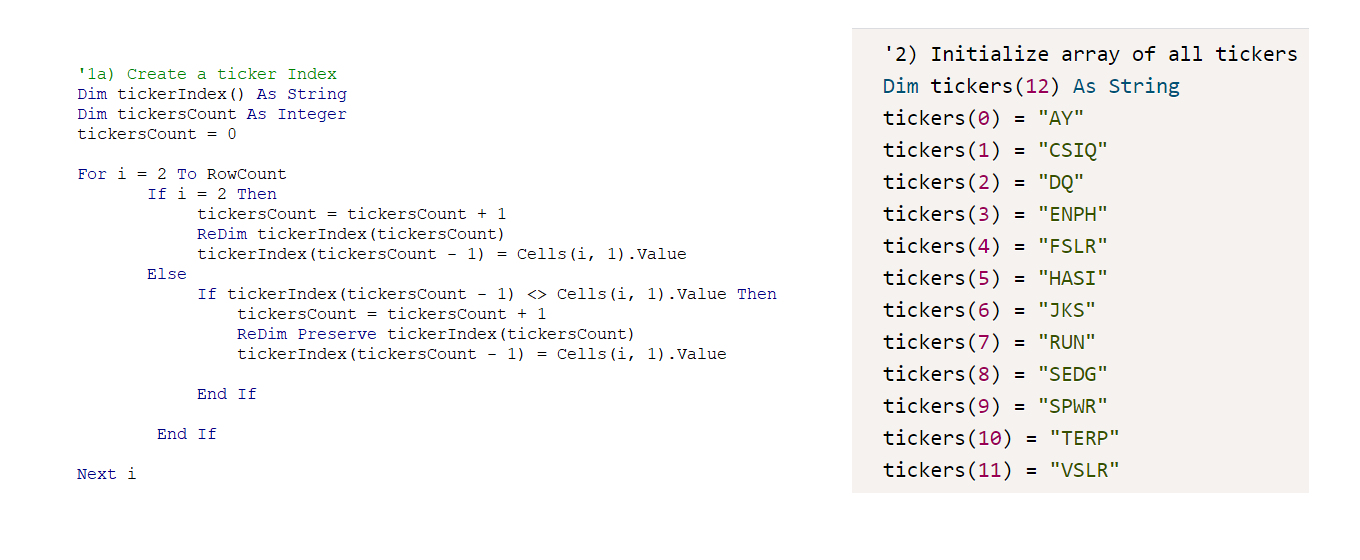 '1a) Create a ticker Index
Dim tickerIndex() As String
Dim tickersCount As Integer
tickersCount = 0
For i = 2 To RowCount
If i = 2 Then
tickersCount = tickersCount + 1
ReDim tickerIndex(tickersCount)
tickerIndex(tickersCount - 1) = Cells(i, 1).Value
Else
If tickerIndex(tickersCount - 1) <> Cells(i, 1).Value Then
tickersCount = tickersCount + 1
ReDim Preserve tickerIndex(tickersCount)
tickerIndex(tickersCount - 1) = Cells(i, 1).Value
End If
End If
Next i
'2) Initialize array of all tickers
Dim tickers(12) As String
tickers(0) = "AY"
tickers(1) = "CSIQ"
tickers(2) = "DQ"
tickers(3) = "ENPH"
tickers(4) = "FSLR"
tickers(5) = "HASI"
tickers(6) = "JKS"
tickers(7) = "RUN"
tickers(8) = "SEDG"
tickers(9) = "SPWR"
tickers(10) = "TERP"
tickers(11) = "VSLR"